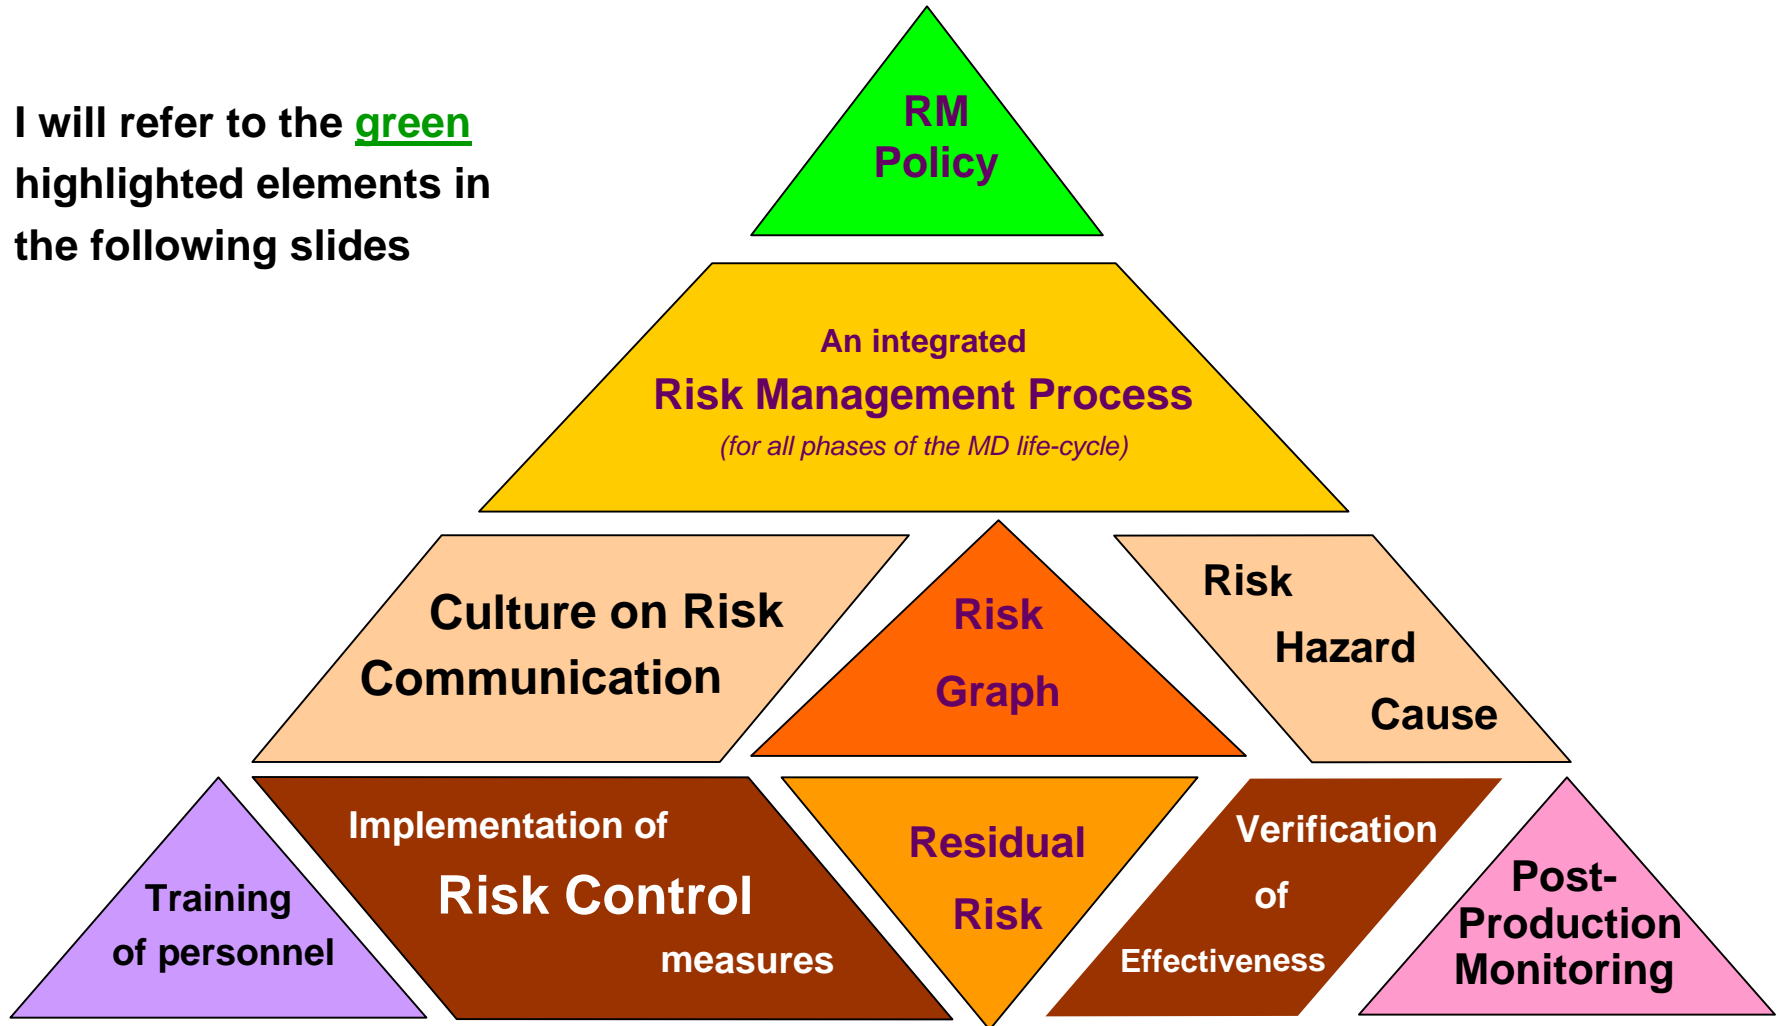 I will refer to the green
highlighted elements in
the following slides
RM
Policy
An integrated
Risk Management Process
(for all phases of the MD life-cycle)
Culture on Risk
Communication
Risk
Graph
Risk
Hazard
Cause
Training
of personnel
Implementation of
Risk Control
measures
Residual
Risk
Verification
of
Effectiveness
Post-
Production
Monitoring